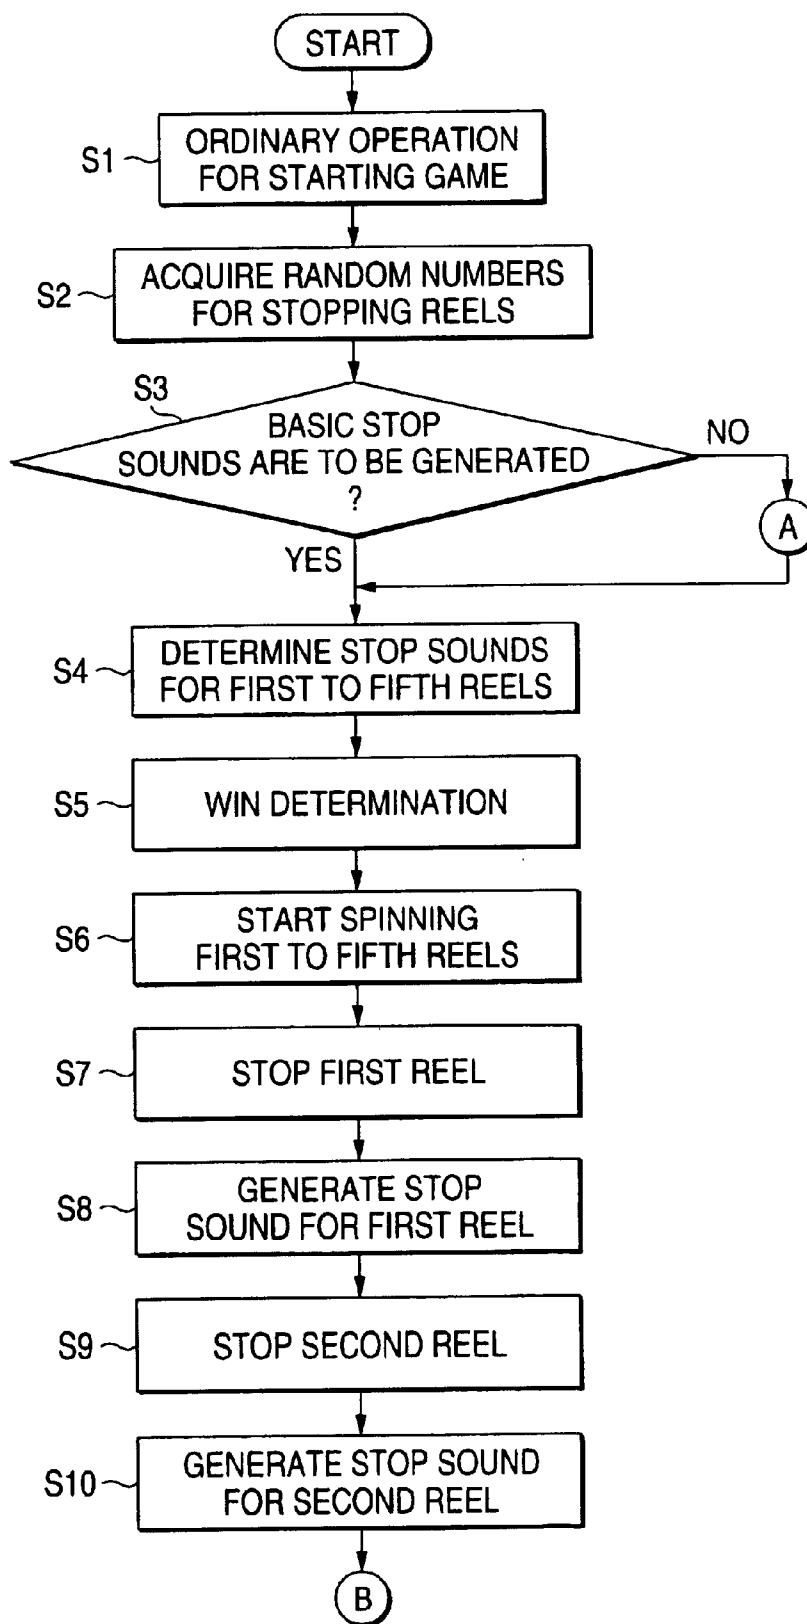 START
S1
ORDINARY OPERATION
FOR STARTING GAME
S2
ACQUIRE RANDOM NUMBERS
FOR STOPPING REELS
S3
BASIC STOP
SOUNDS ARE TO BE GENERATED
?
NO
A
YES
S4
DETERMINE STOP SOUNDS
FOR FIRST TO FIFTH REELS
S5
WIN DETERMINATION
S6
START SPINNING
FIRST TO FIFTH REELS
S7
STOP FIRST REEL
S8
GENERATE STOP
SOUND FOR FIRST REEL
S9
STOP SECOND REEL
S10
GENERATE STOP SOUND
FOR SECOND REEL
B